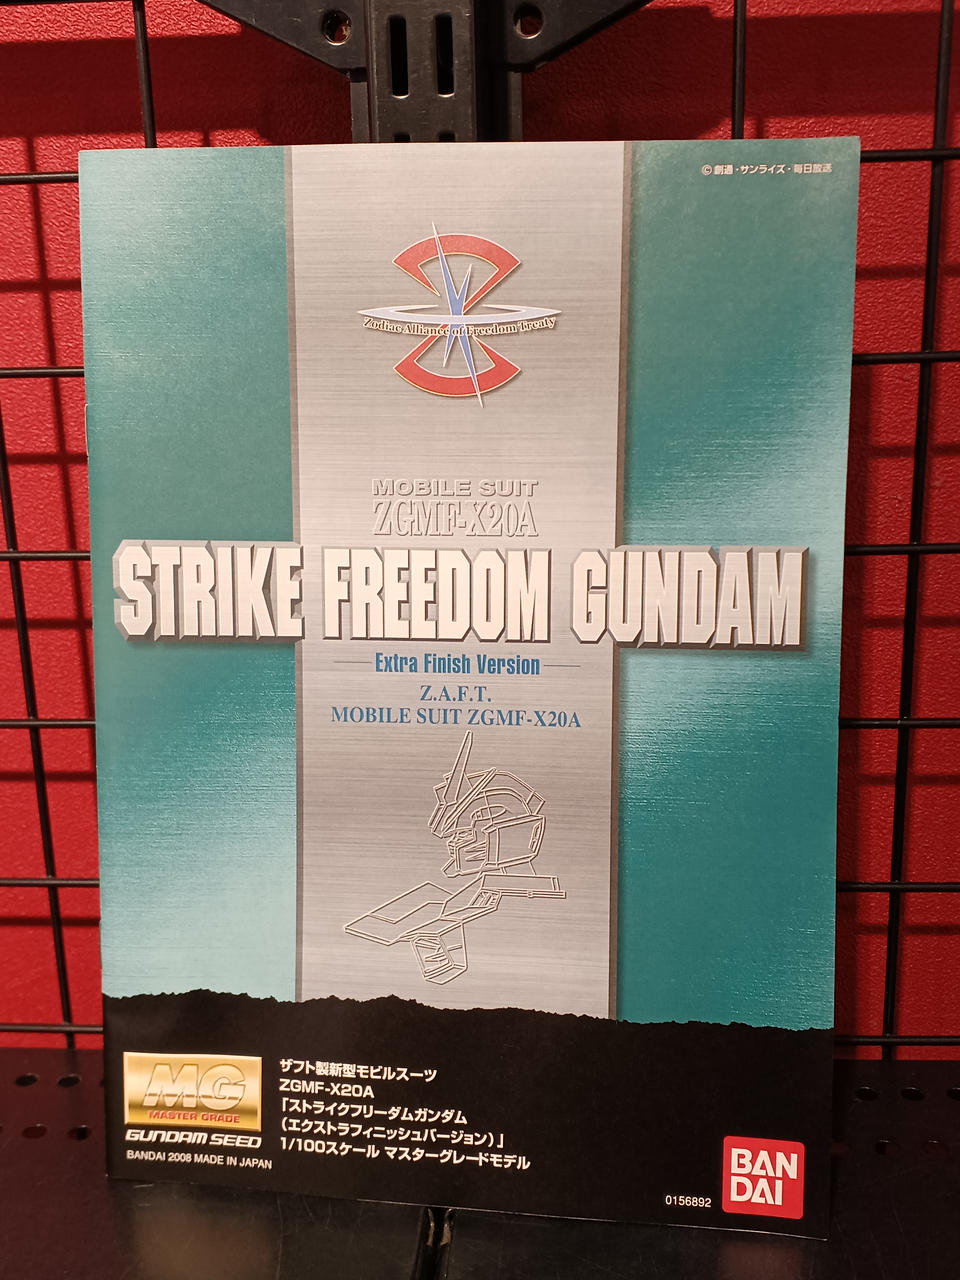 © 創通・サンライズ・毎日放送
Zodiac Alliance of Freedom Treaty
MOBILE SUIT
ZGMF-X20A
STRIKE FREEDOM GUNDAM
Extra Finish Version
Z.A.F.T.
MOBILE SUIT ZGMF-X20A
MG
MASTER GRADE
GUNDAM SEED
BANDAI 2008 MADE IN JAPAN
ザフト製新型モビルスーツ
ZGMF-X20A
「ストライクフリーダムガンダム
(エクストラフィニッシュバージョン)」
1/100スケール マスターグレードモデル
0156892
BAN
DAI